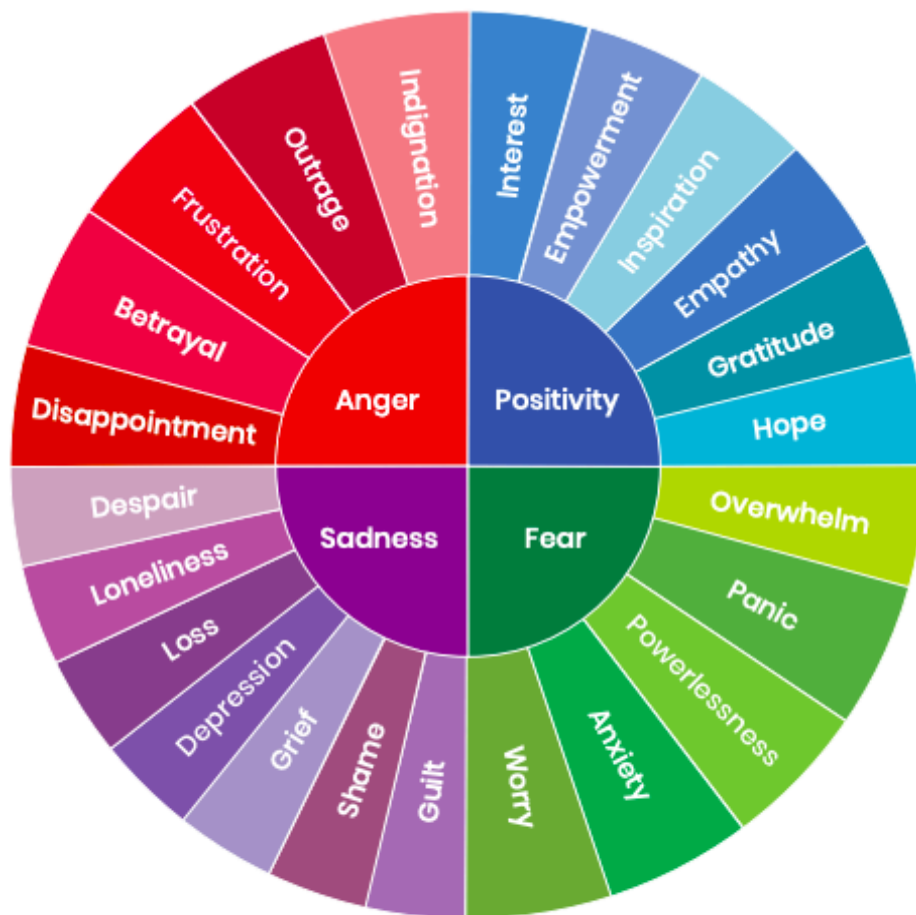 Indignation
Outrage
Frustration
Betrayal
Disappointment
Anger
Interest
Empowerment
Inspiration
Empathy
Gratitude
Hope
Positivity
Despair
Loneliness
Loss
Depression
Grief
Shame
Guilt
Sadness
Overwhelm
Panic
Powerlessness
Anxiety
Worry
Fear